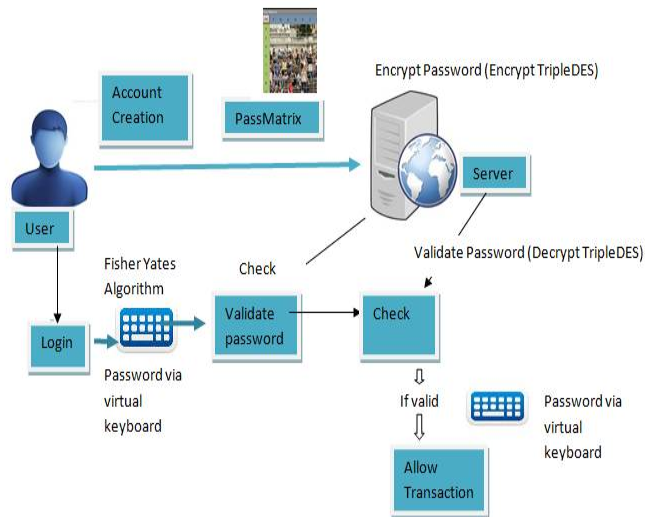 Encrypt Password (Encrypt TripleDES)
Account
Creation
PassMatrix
Server
User
Validate Password (Decrypt TripleDES)
Fisher Yates
Algorithm
Check
Login
Validate
password
Check
Password via
virtual
keyboard
If valid
Password via
virtual
keyboard
Allow
Transaction